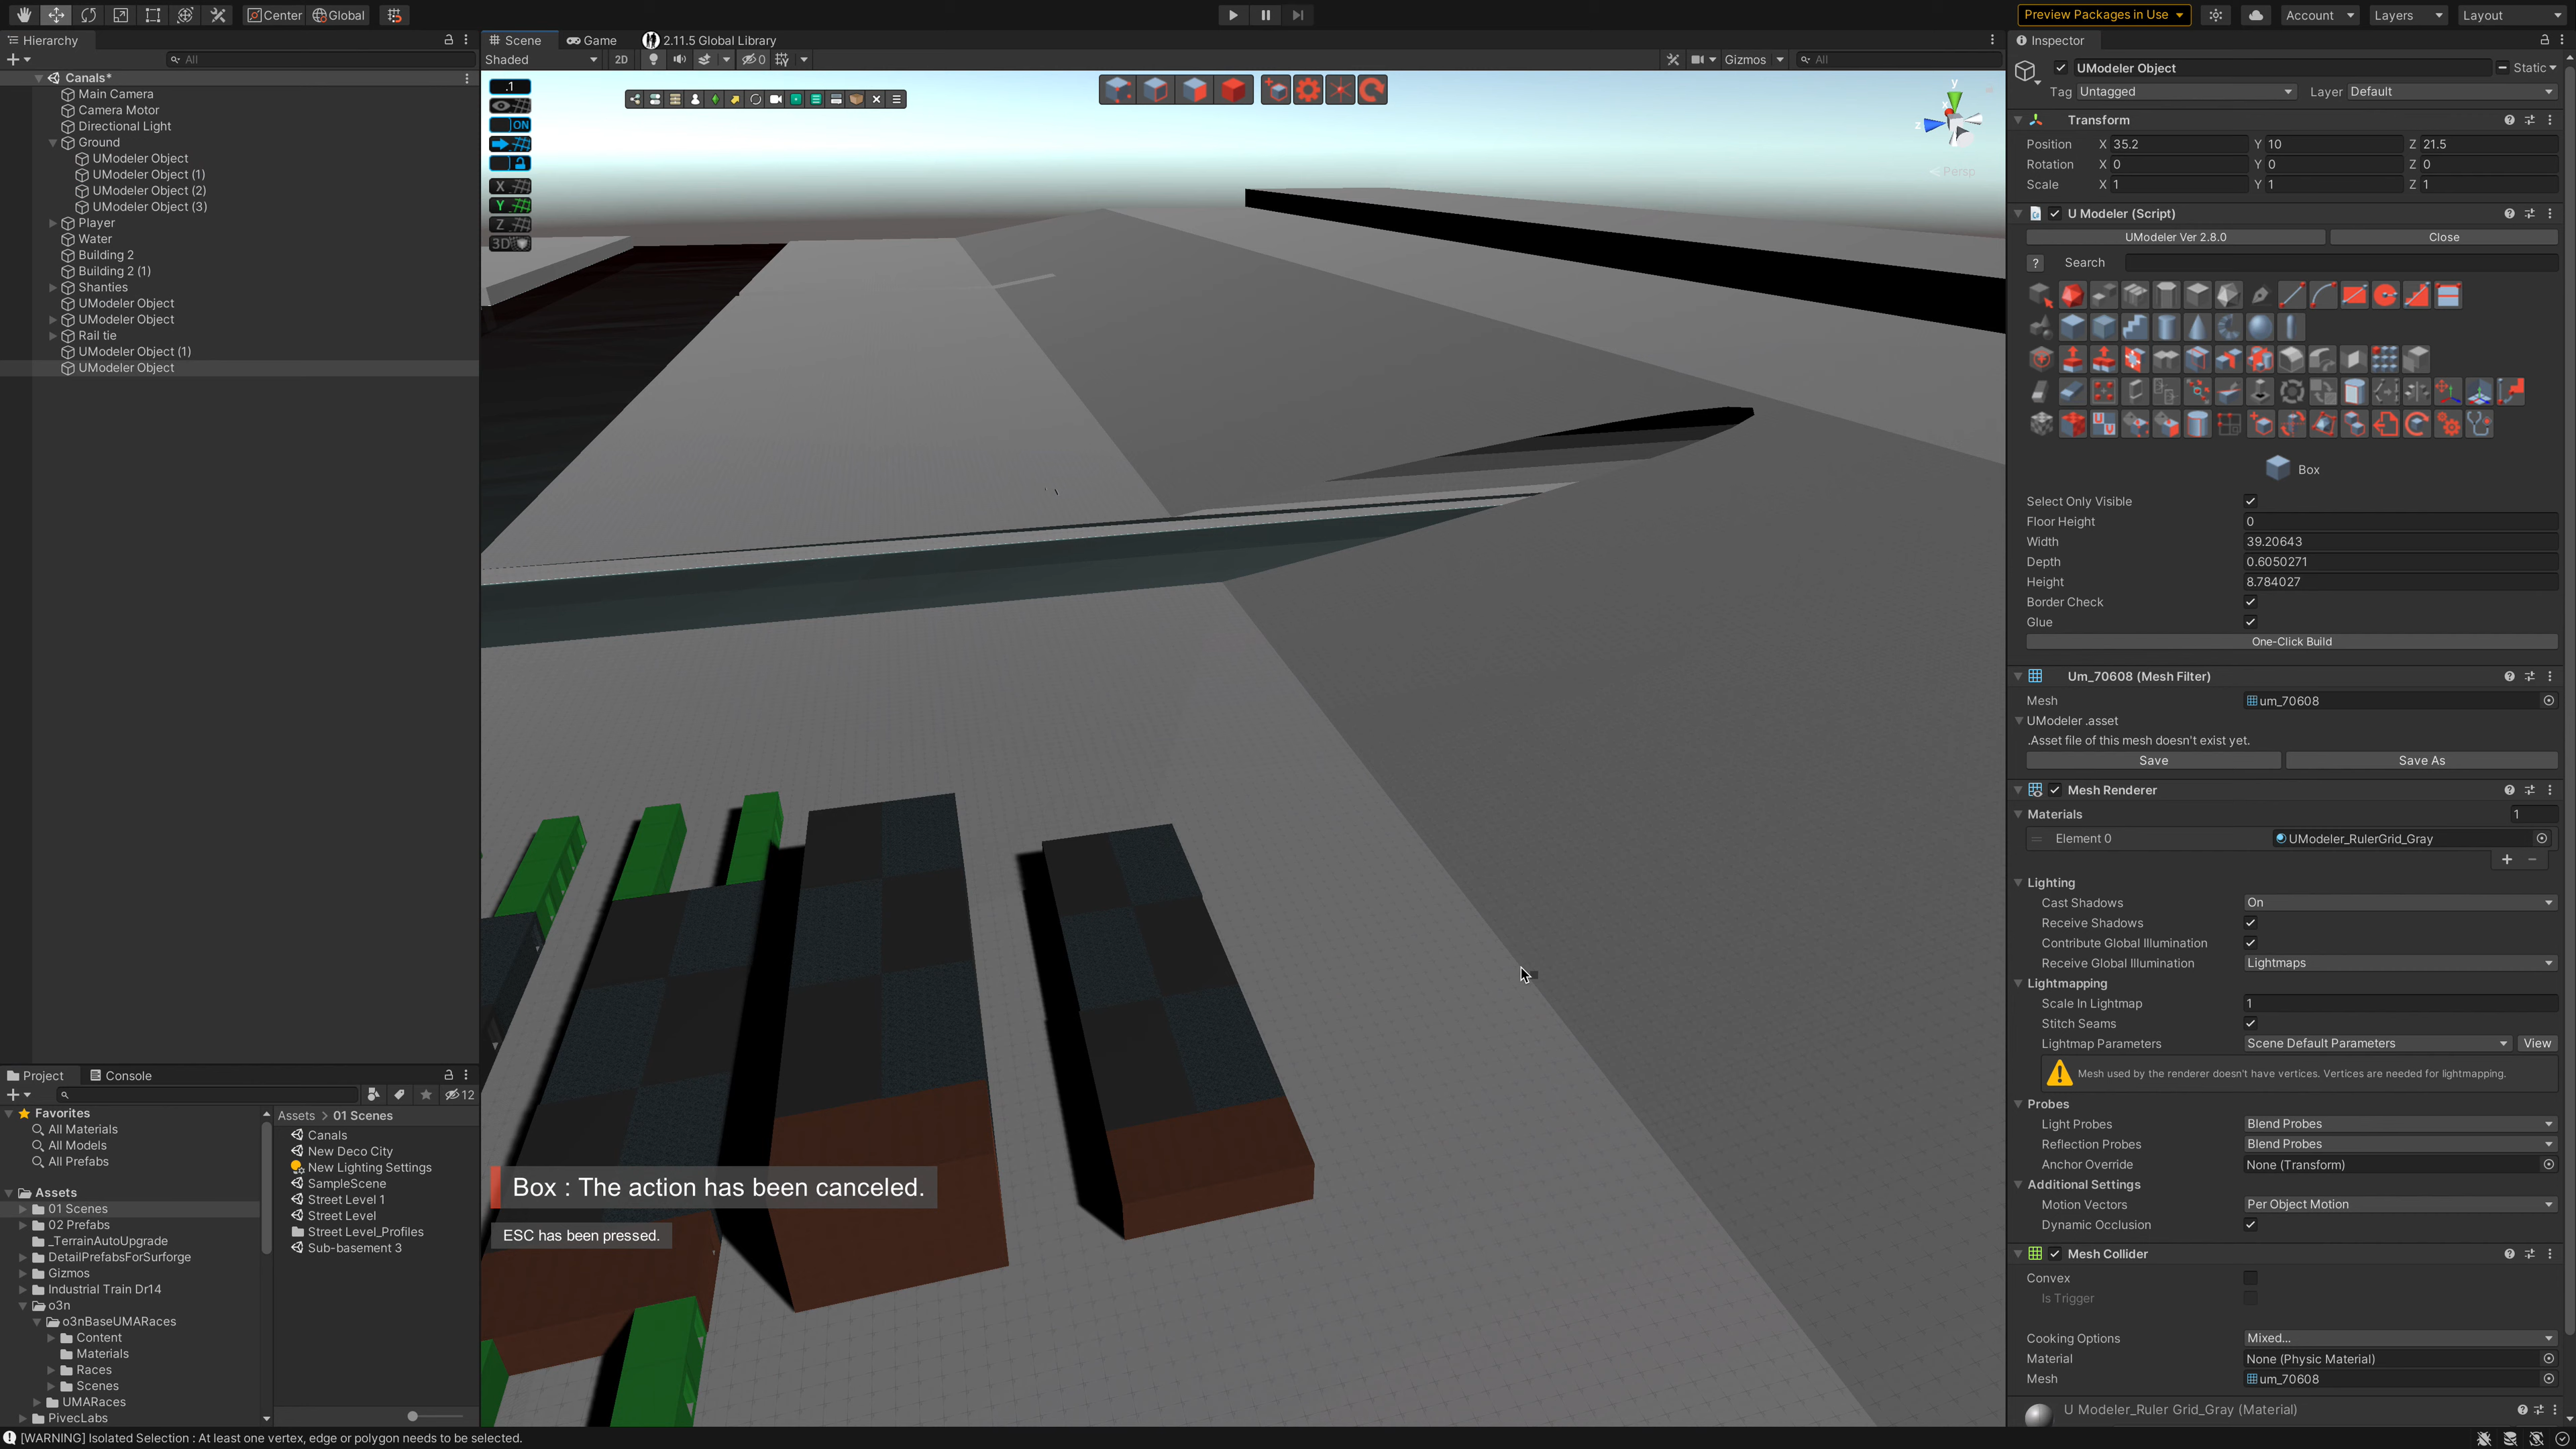 Center
Global
Preview Packages in Use
Account
Layers
Layout
Hierarchy
Scene
Game
2.11.5 Global Library
Inspector
All
Shaded
2D
0
Gizmos
All
UModeler Object
Static
Tag
Untagged
Layer
Default
Canals*
Main Camera
Camera Motor
Directional Light
Ground
UModeler Object
UModeler Object (1)
UModeler Object (2)
UModeler Object (3)
Player
Water
Building 2
Building 2 (1)
Shanties
UModeler Object
UModeler Object
Rail tie
UModeler Object (1)
UModeler Object
.1
ON
X
Y
Z
3D
y
x
z
< Persp
Transform
Position X 35.2 Y 10 Z 21.5
Rotation X 0 Y 0 Z 0
Scale X 1 Y 1 Z 1
U Modeler (Script)
UModeler Ver 2.8.0
Close
? Search
Box
Select Only Visible
Floor Height 0
Width 39.20643
Depth 0.6050271
Height 8.784027
Border Check
Glue
One-Click Build
Um_70608 (Mesh Filter)
Mesh um_70608
UModeler .asset
.Asset file of this mesh doesn't exist yet.
Save
Save As
Mesh Renderer
Materials 1
Element 0 UModeler_RulerGrid_Gray
Lighting
Cast Shadows On
Receive Shadows
Contribute Global Illumination
Receive Global Illumination Lightmaps
Lightmapping
Scale In Lightmap 1
Stitch Seams
Lightmap Parameters Scene Default Parameters View
Mesh used by the renderer doesn't have vertices. Vertices are needed for lightmapping.
Probes
Light Probes Blend Probes
Reflection Probes Blend Probes
Anchor Override None (Transform)
Additional Settings
Motion Vectors Per Object Motion
Dynamic Occlusion
Mesh Collider
Convex
Is Trigger
Cooking Options Mixed...
Material None (Physic Material)
Mesh um_70608
U Modeler_Ruler Grid_Gray (Material)
Box : The action has been canceled.
ESC has been pressed.
Project
Console
12
Favorites
All Materials
All Models
All Prefabs
Assets
01 Scenes
02 Prefabs
_TerrainAutoUpgrade
DetailPrefabsForSurforge
Gizmos
Industrial Train Dr14
o3n
o3nBaseUMARaces
Content
Materials
Races
Scenes
UMARaces
PivecLabs
Assets > 01 Scenes
Canals
New Deco City
New Lighting Settings
SampleScene
Street Level 1
Street Level
Street Level_Profiles
Sub-basement 3
[WARNING] Isolated Selection : At least one vertex, edge or polygon needs to be selected.